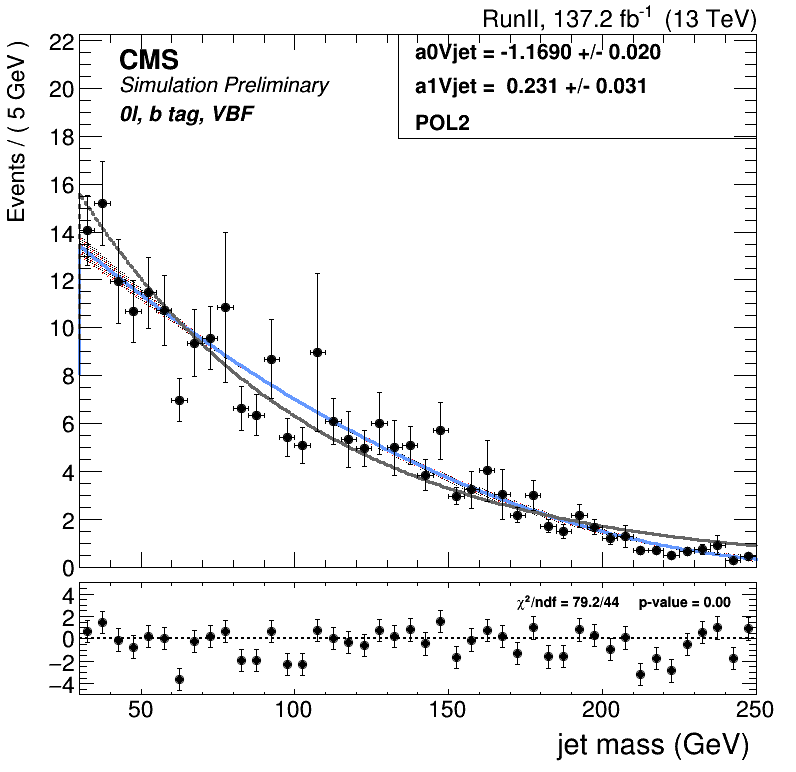 RunII, 137.2 fb-1 (13 TeV)
Events / ( 5 GeV )
22
20
18
16
14
12
10
8
6
4
2
0
CMS
Simulation Preliminary
0l, b tag, VBF
a0Vjet = -1.1690 +/- 0.020
a1Vjet = 0.231 +/- 0.031
POL2
4
2
0
−2
−4
χ²/ndf = 79.2/44 p-value = 0.00
50 100 150 200 250
jet mass (GeV)